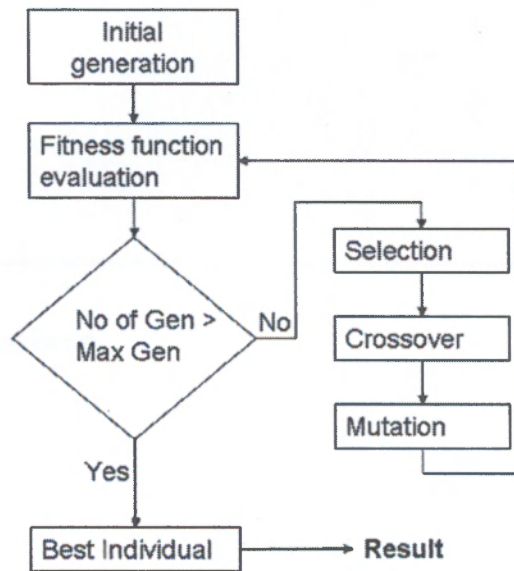 Initial
generation
Fitness function
evaluation
No of Gen >
Max Gen
No
Selection
Crossover
Mutation
Yes
Best Individual
Result